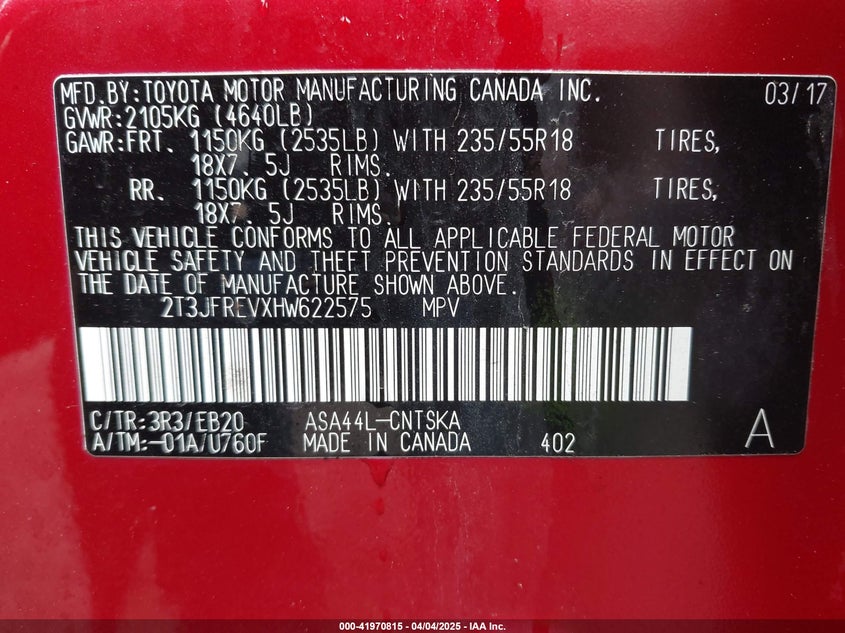 MFD.BY:TOYOTA MOTOR MANUFACTURING CANADA INC. 03/17
GVWR:2105KG (4640LB)
GAWR:FRT. 1150KG (2535LB) WITH 235/55R18 TIRES,
18X7.5J RIMS.
RR. 1150KG (2535LB) WITH 235/55R18 TIRES,
18X7.5J RIMS.
THIS VEHICLE CONFORMS TO ALL APPLICABLE FEDERAL MOTOR
VEHICLE SAFETY AND THEFT PREVENTION STANDARDS IN EFFECT ON
THE DATE OF MANUFACTURE SHOWN ABOVE.
2T3JFREVXHW622575 MPV
C/TR:3R3/EB20 ASA44L-CNTSKA
A/TM:-01A/U760F MADE IN CANADA 402 A
000-41970815 - 04/04/2025 - IAA Inc.